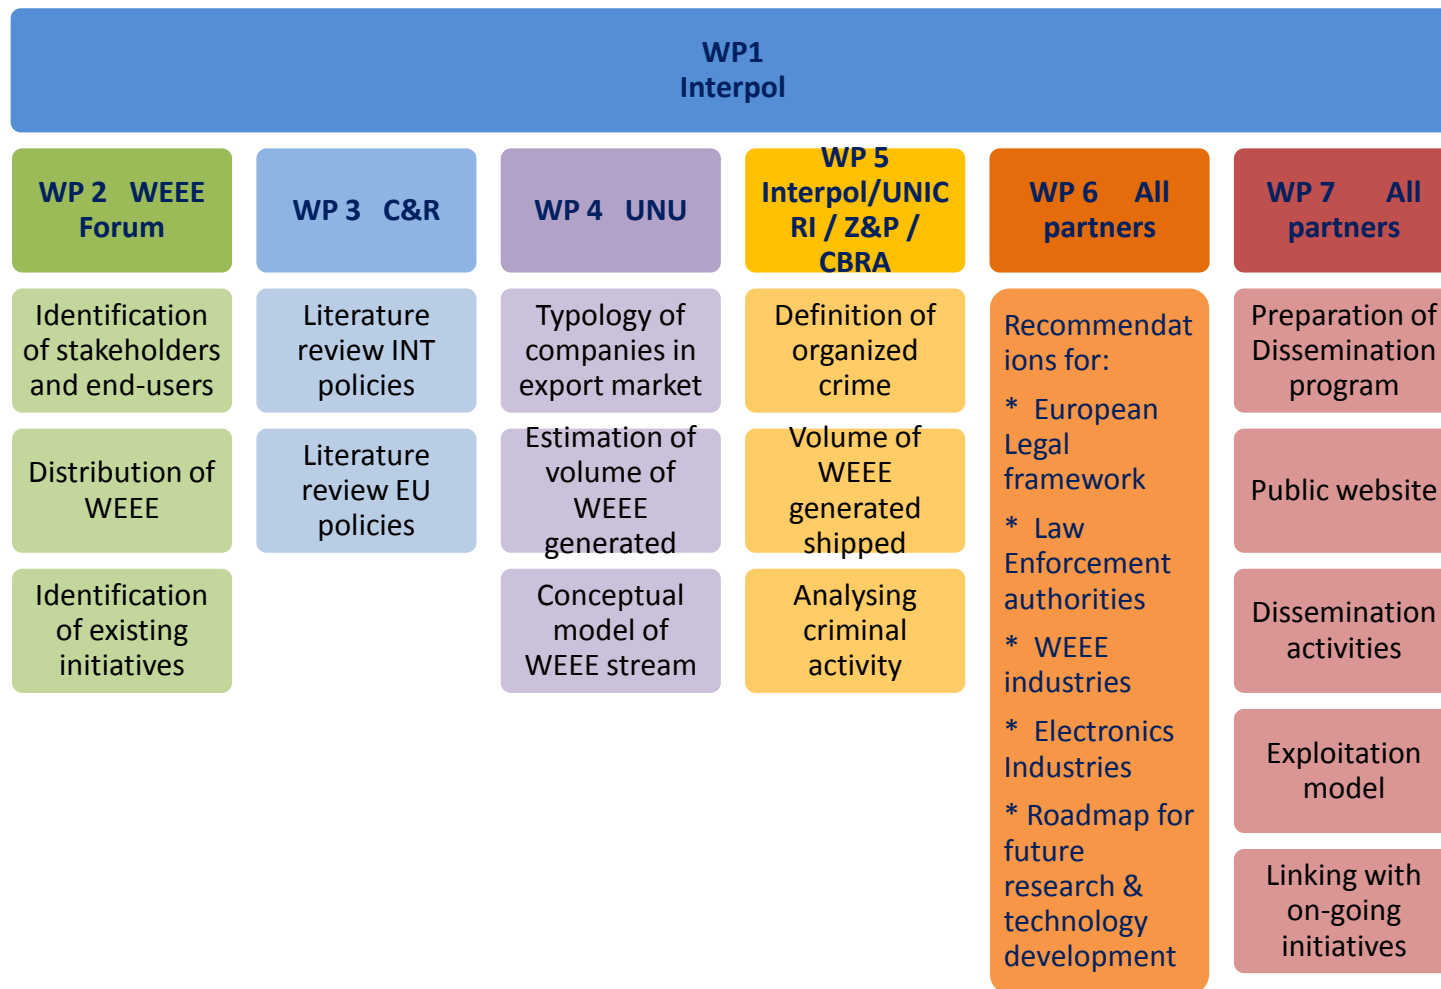 WP1
Interpol
WP 2 WEEE
Forum
Identification
of stakeholders
and end-users
Distribution of
WEEE
Identification
of existing
initiatives
WP 3 C&R
Literature
review INT
policies
Literature
review EU
policies
WP 4 UNU
Typology of
companies in
export market
Estimation of
volume of
WEEE
generated
Conceptual
model of
WEEE stream
WP 5
Interpol/UNIC
RI / Z&P /
CBRA
Definition of
organized
crime
Volume of
WEEE
generated
shipped
Analysing
criminal
activity
WP 6 All
partners
Recommendat
ions for:
* European
Legal
framework
* Law
Enforcement
authorities
* WEEE
industries
* Electronics
Industries
* Roadmap for
future
research &
technology
development
WP 7 All
partners
Preparation of
Dissemination
program
Public website
Dissemination
activities
Exploitation
model
Linking with
on-going
initiatives